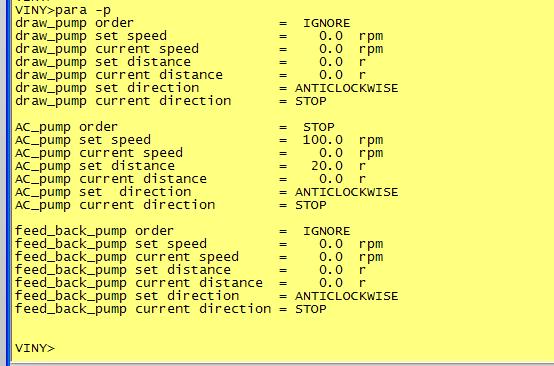 VINY>para -p
draw_pump order                 =  IGNORE
draw_pump set speed             =    0.0  rpm
draw_pump current speed         =    0.0  rpm
draw_pump set distance          =    0.0  r
draw_pump current distance      =    0.0  r
draw_pump set direction         = ANTICLOCKWISE
draw_pump current direction     = STOP
AC_pump order                   =  STOP
AC_pump set speed               =  100.0  rpm
AC_pump current speed           =    0.0  rpm
AC_pump set distance            =   20.0  r
AC_pump current distance        =    0.0  r
AC_pump set  direction          = ANTICLOCKWISE
AC_pump current direction       = STOP
feed_back_pump order            =  IGNORE
feed_back_pump set speed        =    0.0  rpm
feed_back_pump current speed    =    0.0  rpm
feed_back_pump set distance     =    0.0  r
feed_back_pump current distance =    0.0  r
feed_back_pump set direction    = ANTICLOCKWISE
feed_back_pump current direction = STOP
VINY>